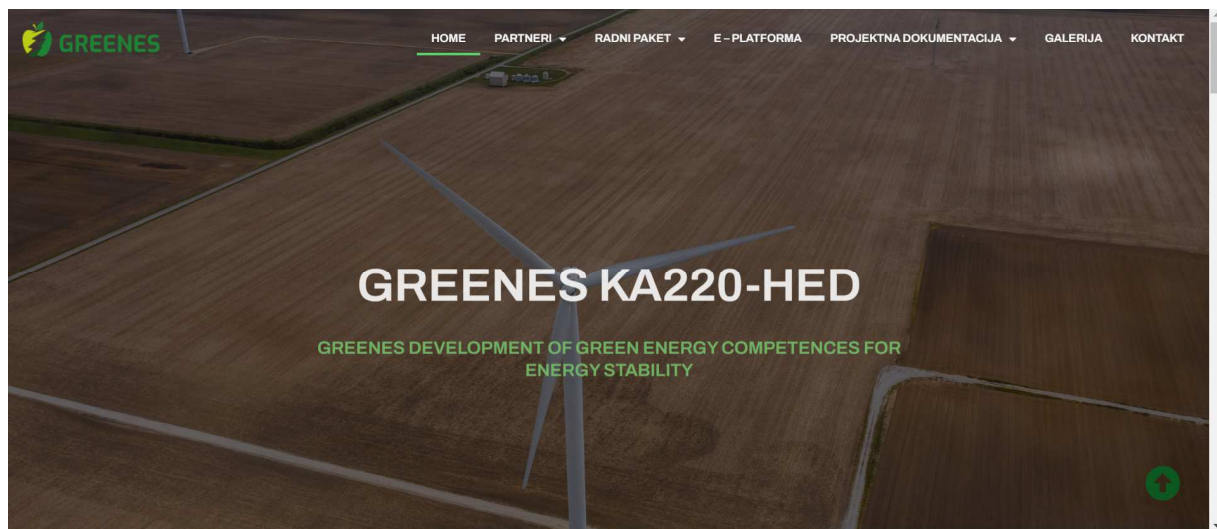 GREENES
HOME PARTNERI RADNI PAKET E – PLATFORMA PROJEKTNA DOKUMENTACIJA GALERIJA KONTAKT
GREENES KA220-HED
GREENES DEVELOPMENT OF GREEN ENERGY COMPETENCES FOR
ENERGY STABILITY